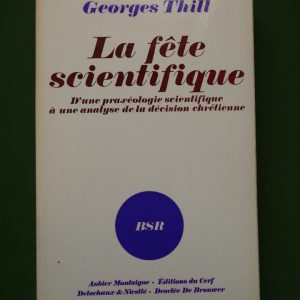 Georges Thill
La fête
scientifique
D'une praxéologie scientifique
à une analyse de la décision chrétienne
BSR
Aubier Montaigne - Éditions du Cerf
Delachaux & Niestlé - Desclée De Brouwer